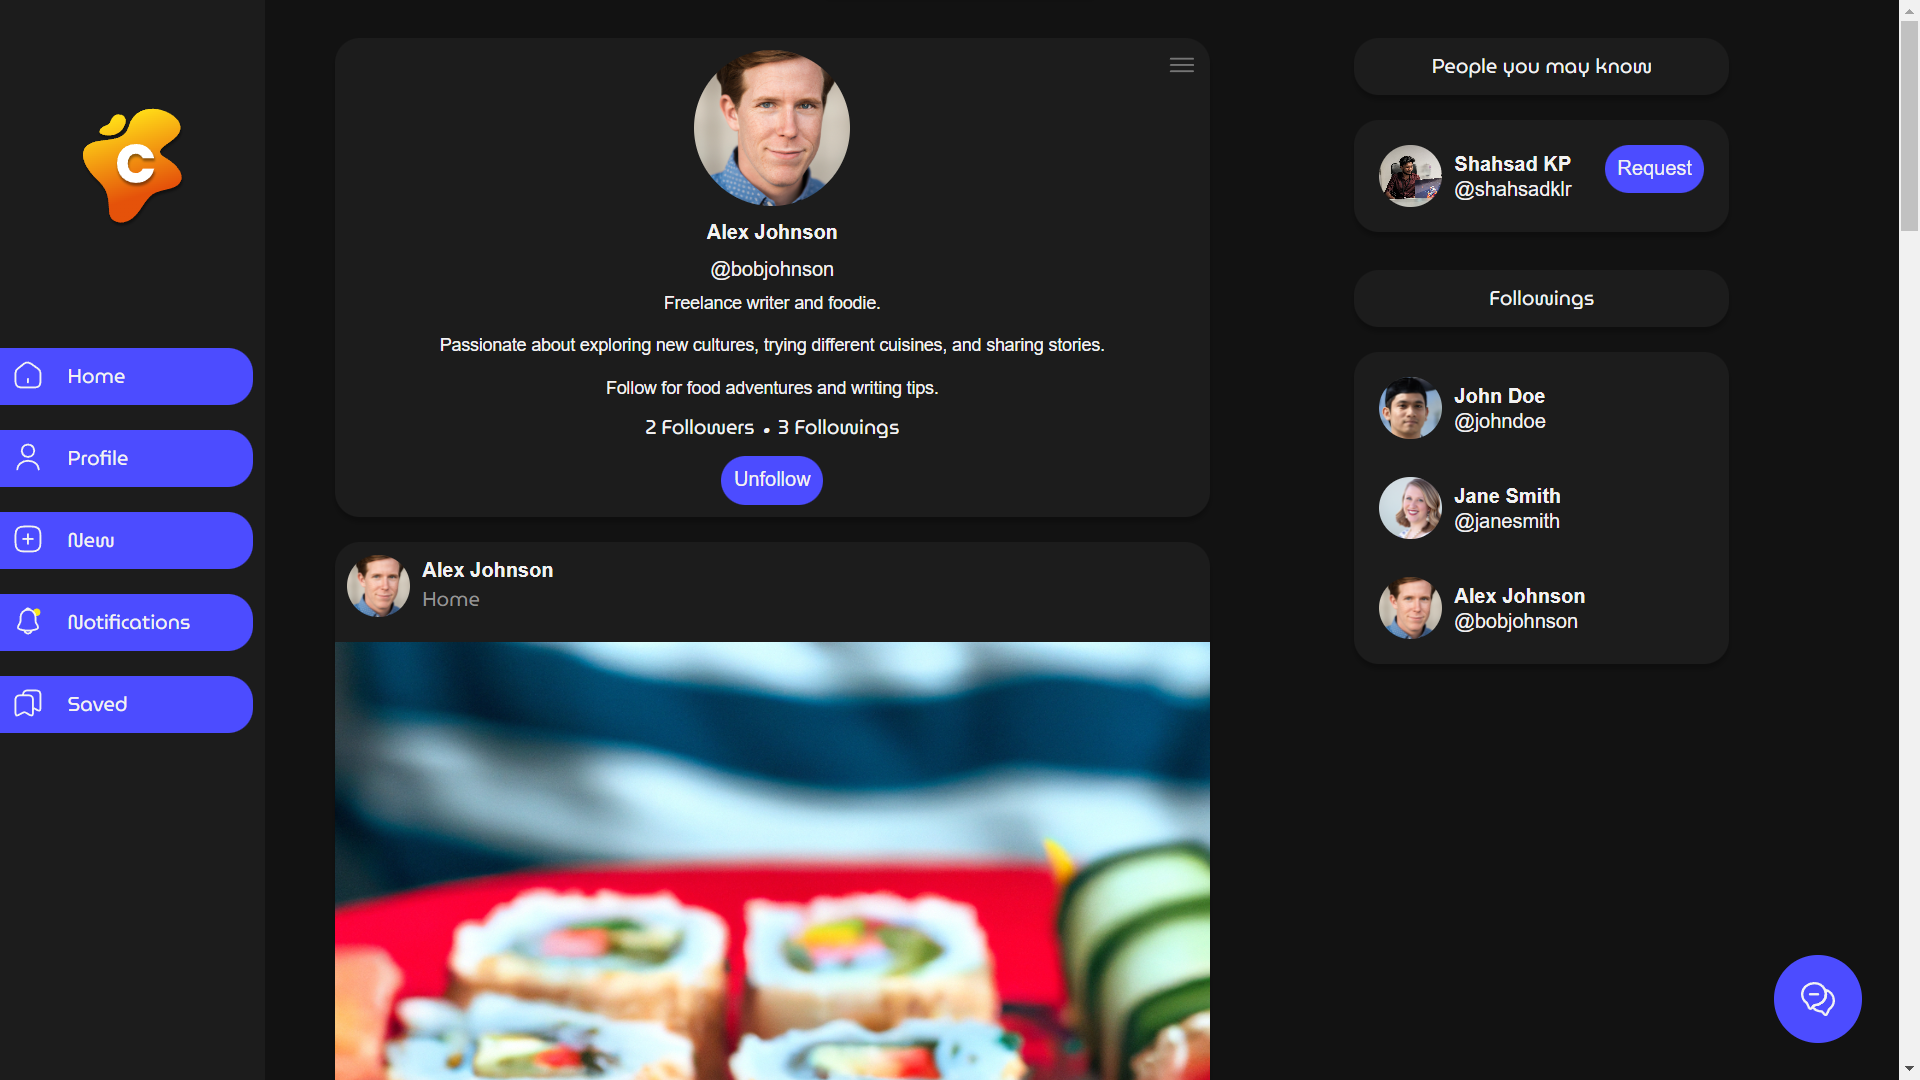 C
Home
Profile
New
Notifications
Saved
Alex Johnson
@bobjohnson
Freelance writer and foodie.
Passionate about exploring new cultures, trying different cuisines, and sharing stories.
Follow for food adventures and writing tips.
2 Followers • 3 Followings
Unfollow
Alex Johnson
Home
People you may know
Shahsad KP
@shahsadklr
Request
Followings
John Doe
@johndoe
Jane Smith
@janesmith
Alex Johnson
@bobjohnson